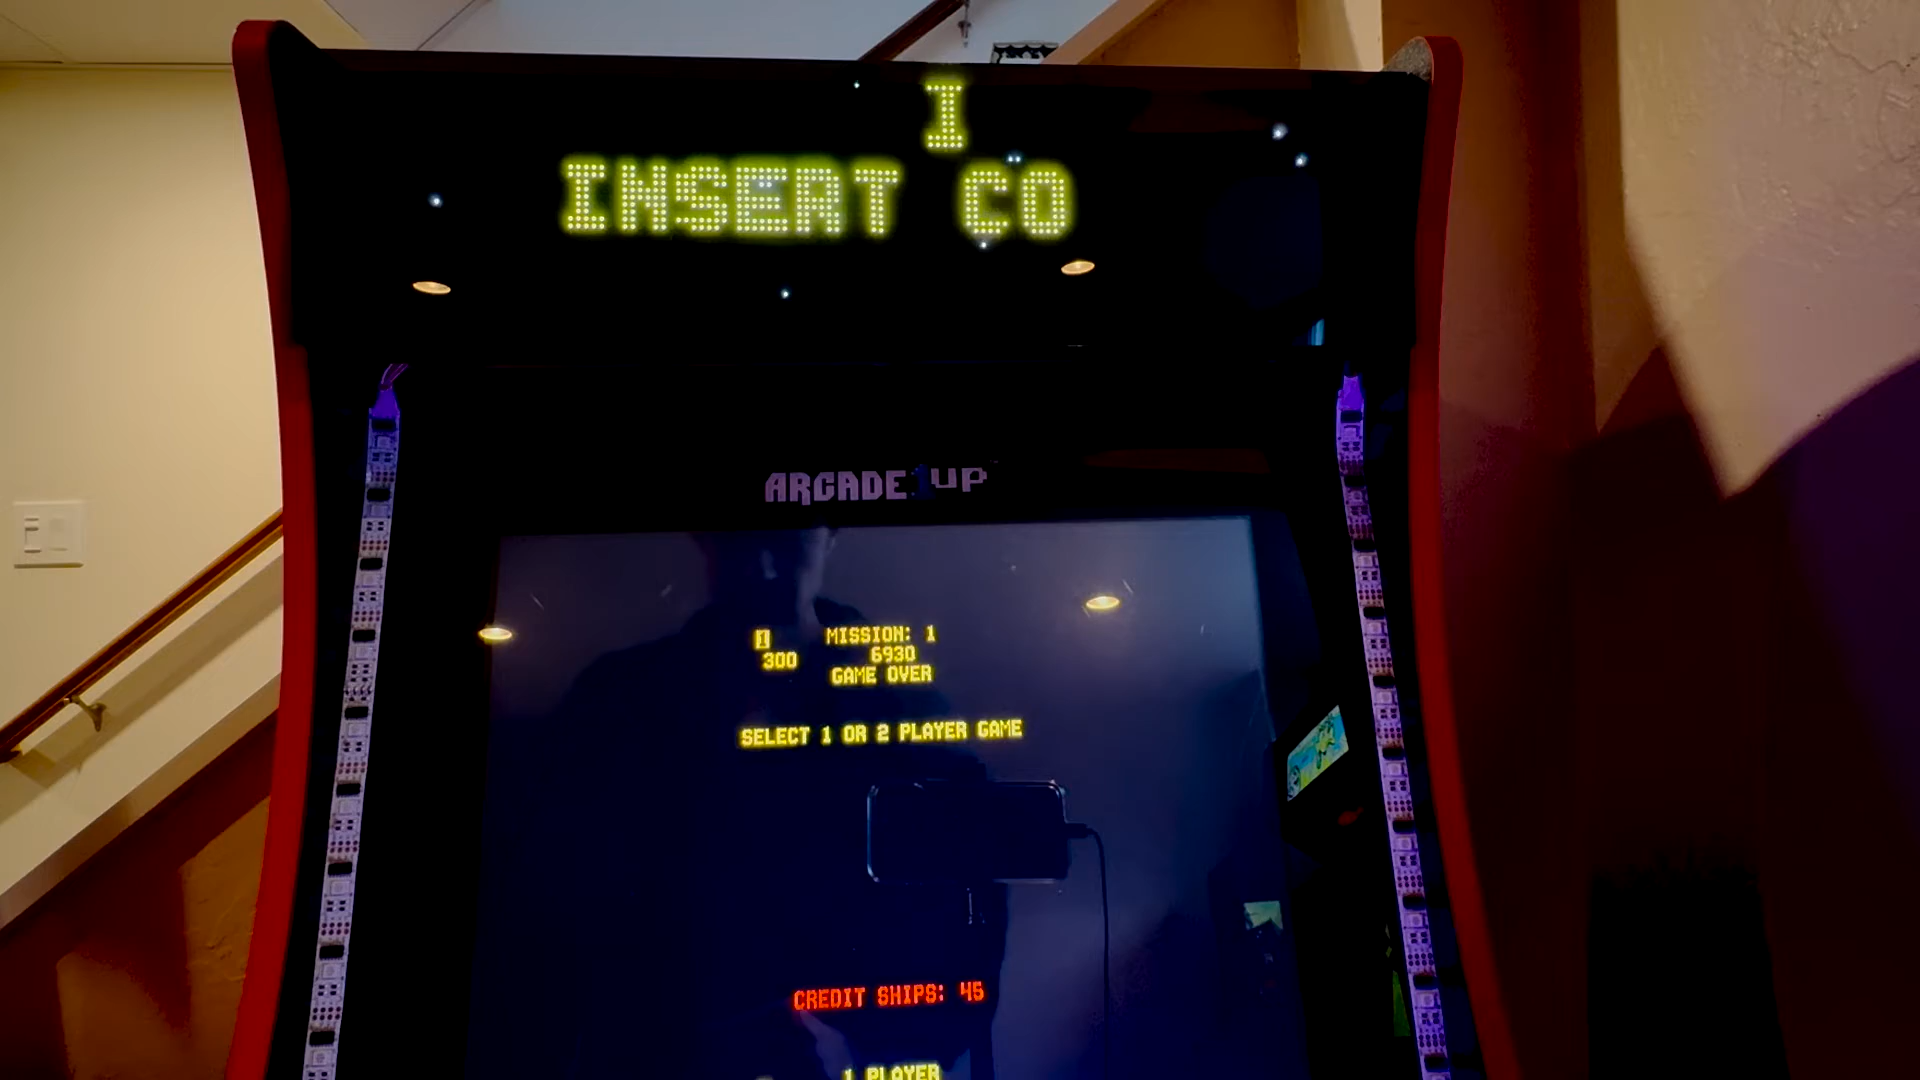 I
INSERT CO
ARCADE1UP
1 MISSION: 1
300 6930
GAME OVER
SELECT 1 OR 2 PLAYER GAME
CREDIT SHIPS: 45
1 PLAYER